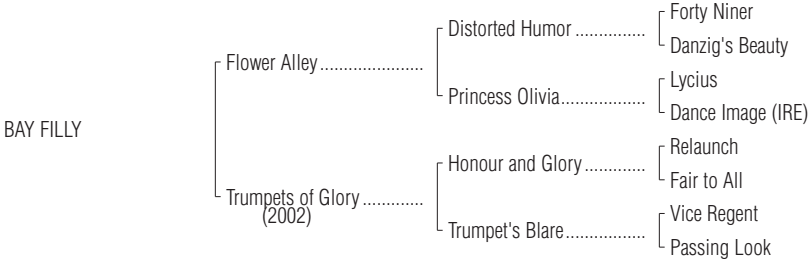 Forty Niner
Distorted Humor ...............
Danzig's Beauty
Flower Alley ......................
Lycius
Princess Olivia..................
Dance Image (IRE)
BAY FILLY
Relaunch
Honour and Glory .............
Fair to All
Trumpets of Glory .............
(2002)
Vice Regent
Trumpet's Blare.................
Passing Look